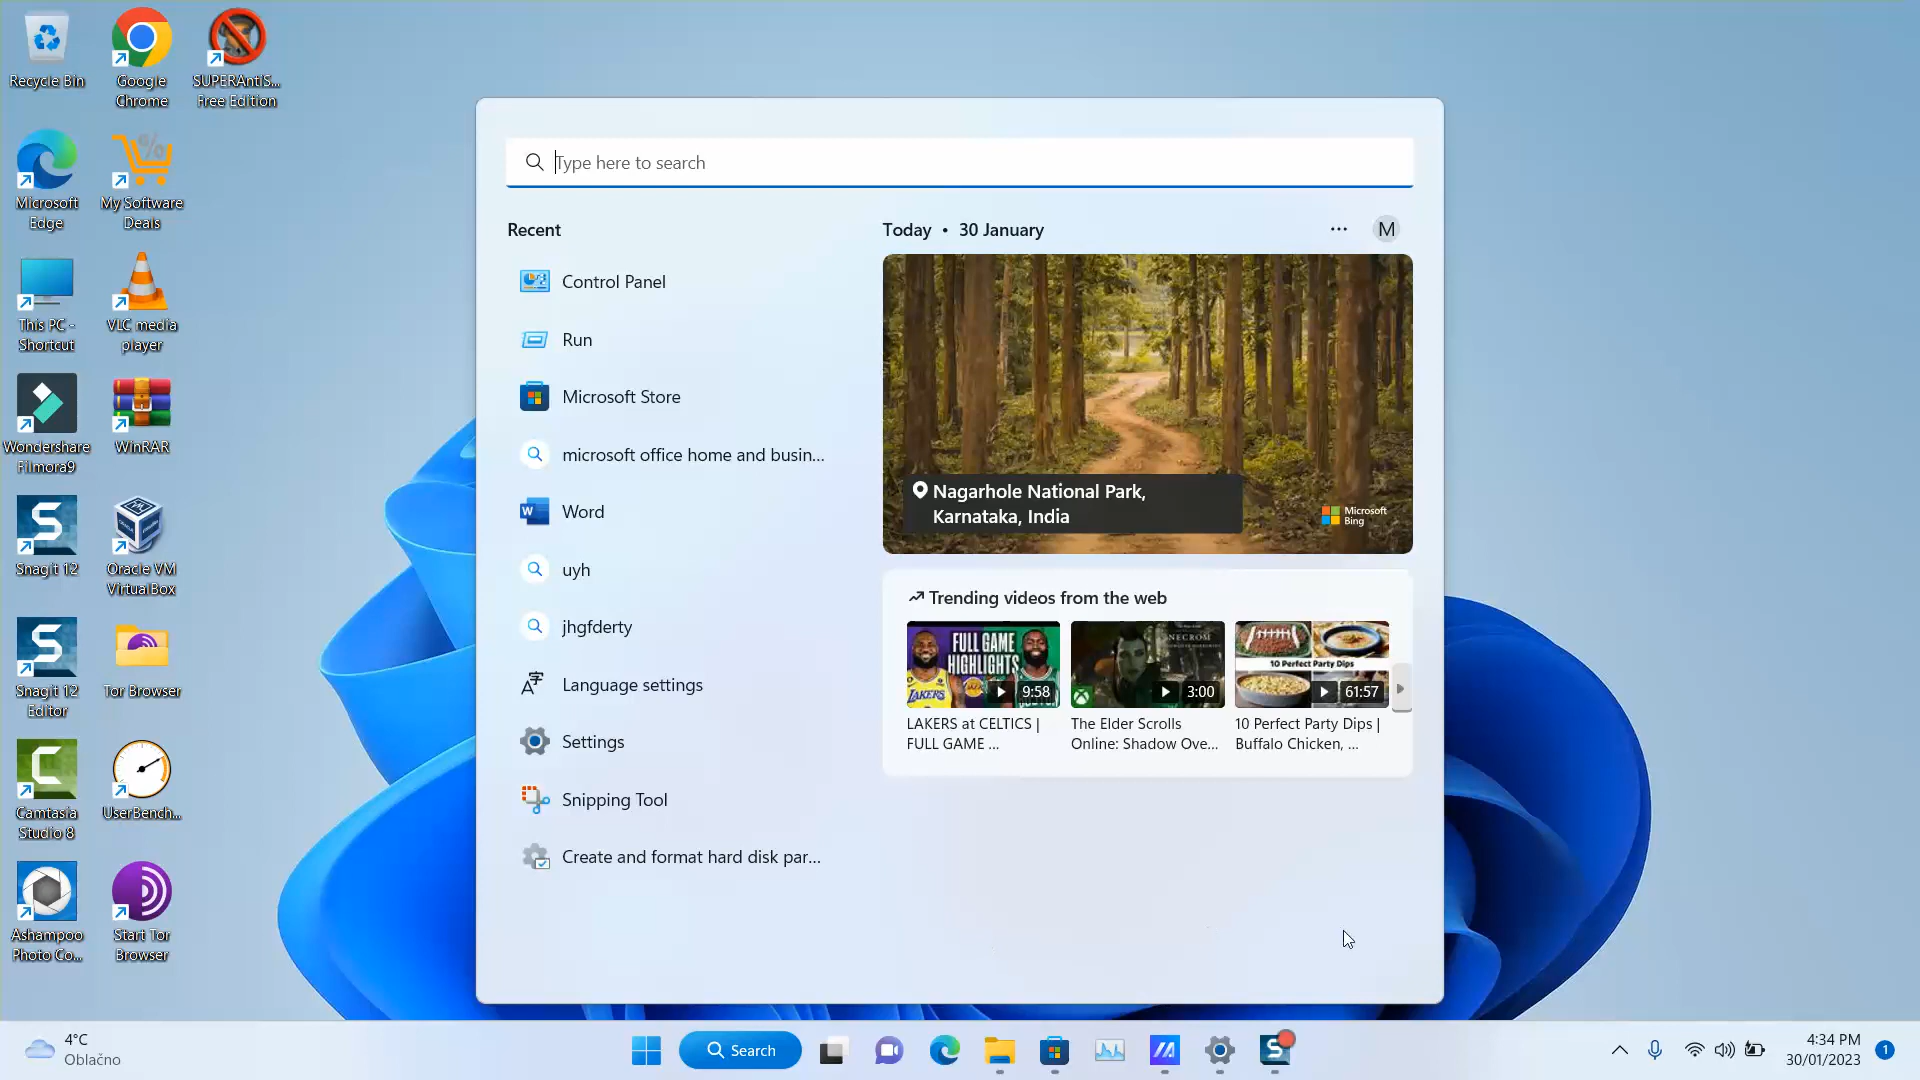 Recycle Bin
Google
Chrome
SUPERAntiS...
Free Edition
Microsoft
Edge
My Software
Deals
This PC -
Shortcut
VLC media
player
Wondershare
Filmora9
WinRAR
Snagit 12
Oracle VM
VirtualBox
Snagit 12
Editor
Tor Browser
Camtasia
Studio 8
UserBench...
Ashampoo
Photo Co...
Start Tor
Browser
Type here to search
Recent
Control Panel
Run
Microsoft Store
microsoft office home and busin...
Word
uyh
jhgfderty
Language settings
Settings
Snipping Tool
Create and format hard disk par...
Today • 30 January
M
Nagarhole National Park,
Karnataka, India
Microsoft
Bing
Trending videos from the web
FULL GAME
HIGHLIGHTS
LAKERS
9:58
LAKERS at CELTICS |
FULL GAME ...
NECROM
3:00
The Elder Scrolls
Online: Shadow Ove...
10 Perfect Party Dips
61:57
10 Perfect Party Dips |
Buffalo Chicken, ...
4°C
Oblačno
Search
4:34 PM
30/01/2023
1